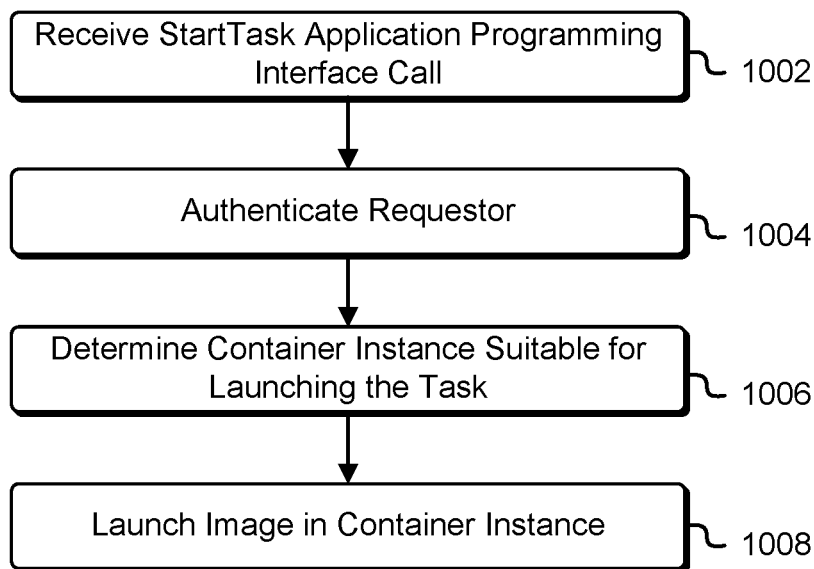 Receive StartTask Application Programming
Interface Call
1002
Authenticate Requestor
1004
Determine Container Instance Suitable for
Launching the Task
1006
Launch Image in Container Instance
1008